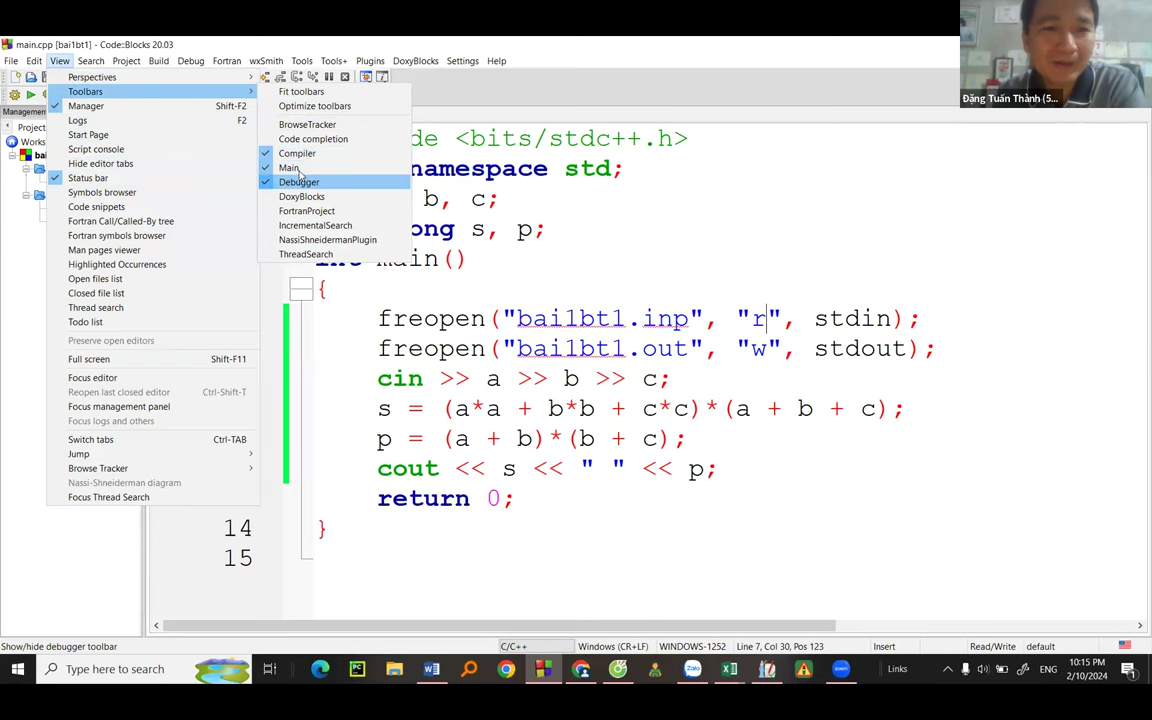 main.cpp [bai1bt1] - Code::Blocks 20.03
File Edit View Search Project Build Debug Fortran wxSmith Tools Tools+ Plugins DoxyBlocks Settings Help
Đặng Tuấn Thành (5...
Perspectives
Toolbars
Manager Shift-F2
Logs F2
Start Page
Script console
Hide editor tabs
Status bar
Symbols browser
Code snippets
Fortran Call/Called-By tree
Fortran symbols browser
Man pages viewer
Highlighted Occurrences
Open files list
Closed file list
Thread search
Todo list
Preserve open editors
Full screen Shift-F11
Focus editor
Reopen last closed editor Ctrl-Shift-T
Focus management panel
Focus logs and others
Switch tabs Ctrl-TAB
Jump
Browse Tracker
Nassi-Shneiderman diagram
Focus Thread Search
Fit toolbars
Optimize toolbars
BrowseTracker
Code completion
Compiler
Main
Debugger
DoxyBlocks
FortranProject
IncrementalSearch
NassiShneidermanPlugin
ThreadSearch
Management
Project
Works
bai
de <bits/stdc++.h>
namespace std;
b, c;
ong s, p;
int main()
{
freopen("bai1bt1.inp", "r", stdin);
freopen("bai1bt1.out", "w", stdout);
cin >> a >> b >> c;
s = (a*a + b*b + c*c)*(a + b + c);
p = (a + b)*(b + c);
cout << s << " " << p;
return 0;
14 }
15
Show/hide debugger toolbar
C/C++ Windows (CR+LF) WINDOWS-1252 Line 7, Col 30, Pos 123 Insert Read/Write default
Type here to search
Links
ENG
10:15 PM
2/10/2024